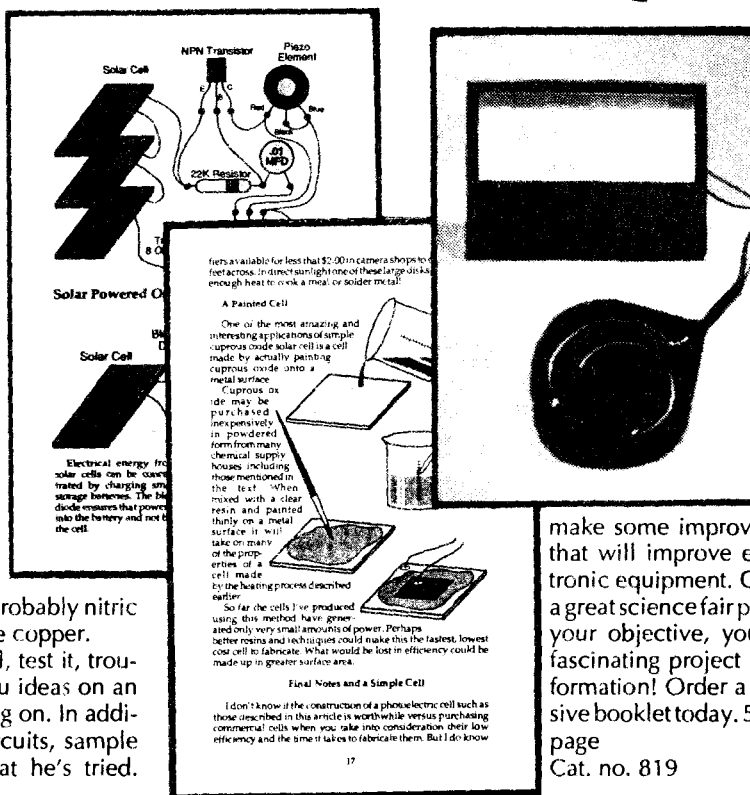 Solar Cell
NPN Transistor
Piezo
Element
E
B
C
Red
Black
Blue
.01
MFD
22K Resistor
8 O
Solar Powered O
Solar Cell
D
Electrical energy fro
solar cells can be concen
trated by charging sm
storage batteries. The bl
diode ensures that power
into the battery and not b
the cell.
fiers available for less that $2.00 in camera shops to
feet across. In direct sunlight one of these large disks
enough heat to cook a meal or solder metal!
A Painted Cell
One of the most amazing and
interesting applications of simple
cuprous oxide solar cell is a cell
made by actually painting
cuprous oxide onto a
metal surface
Cuprous ox
ide may be
purchased
inexpensively
in powdered
form from many
chemical supply
houses including
those mentioned in
the text When
mixed with a clear
resin and painted
thinly on a metal
surface it will
take on many
of the prop-
erties of a
cell made
by the heating process described
earlier
So far the cells I've produced
using this method have gener-
ated only very small amounts of power. Perhaps
better resins and techniques could make this the fastest, lowest
cost cell to fabricate. What would be lost in efficiency could be
made up in greater surface area.
Final Notes and a Simple Cell
I don't know if the construction of a photoelectric cell such as
those described in this article is worthwhile versus purchasing
commercial cells when you take into consideration their low
efficiency and the time it takes to fabricate them. But I do know
17
robably nitric
e copper.
l, test it, trou-
u ideas on an
g on. In addi-
cuits, sample
at he's tried.
make some improv
that will improve e
tronic equipment. C
a great science fair p
your objective, you
fascinating project
formation! Order a
sive booklet today. 5
page
Cat. no. 819